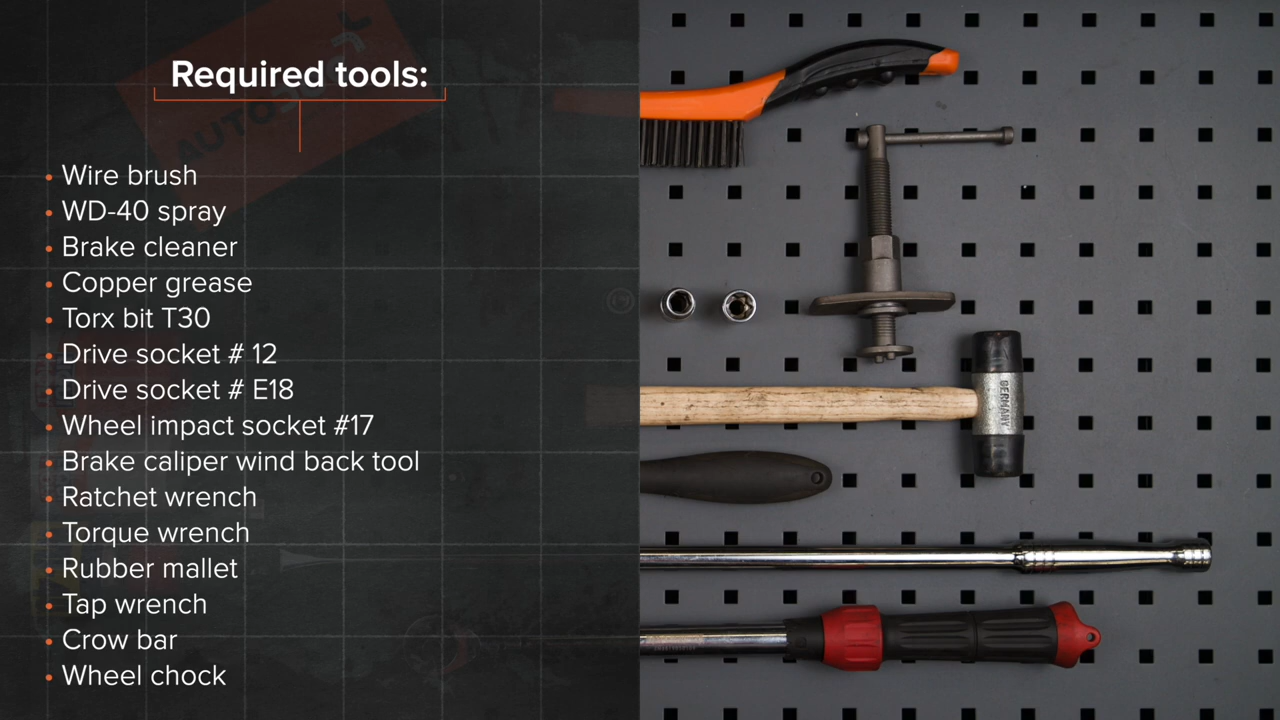 Required tools:
Wire brush
WD-40 spray
Brake cleaner
Copper grease
Torx bit T30
Drive socket # 12
Drive socket # E18
Wheel impact socket #17
Brake caliper wind back tool
Ratchet wrench
Torque wrench
Rubber mallet
Tap wrench
Crow bar
Wheel chock
GERMANY